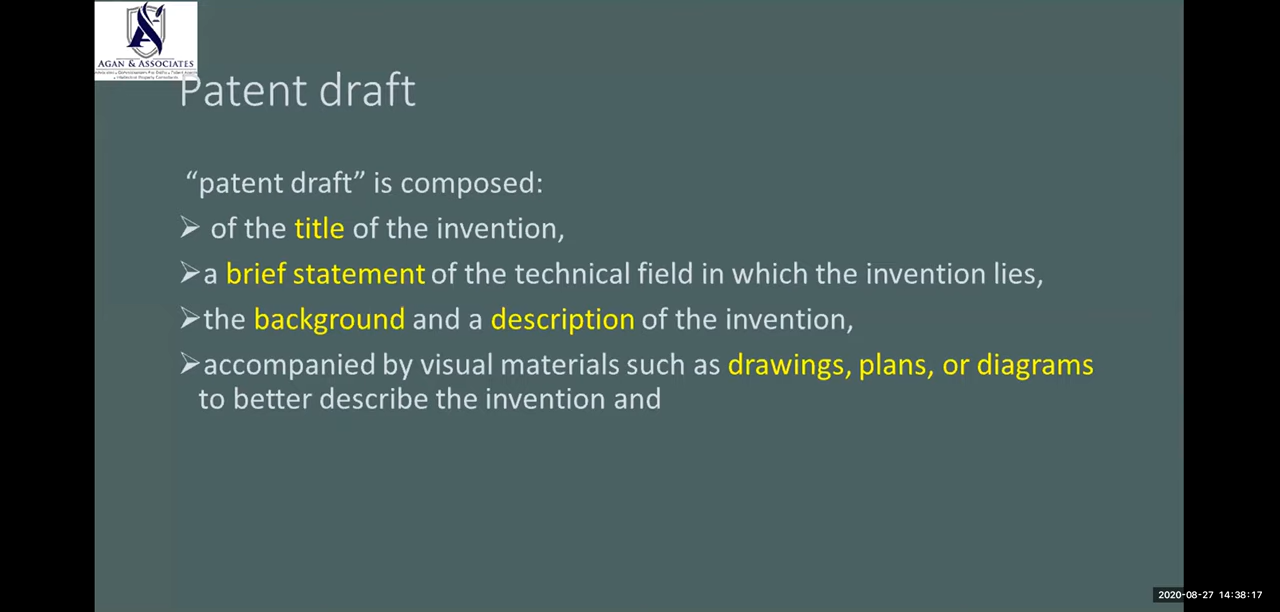 AGAN & ASSOCIATES
Patent draft
“patent draft” is composed:
➢ of the title of the invention,
➢a brief statement of the technical field in which the invention lies,
➢the background and a description of the invention,
➢accompanied by visual materials such as drawings, plans, or diagrams
to better describe the invention and
2020-08-27 14:38:17